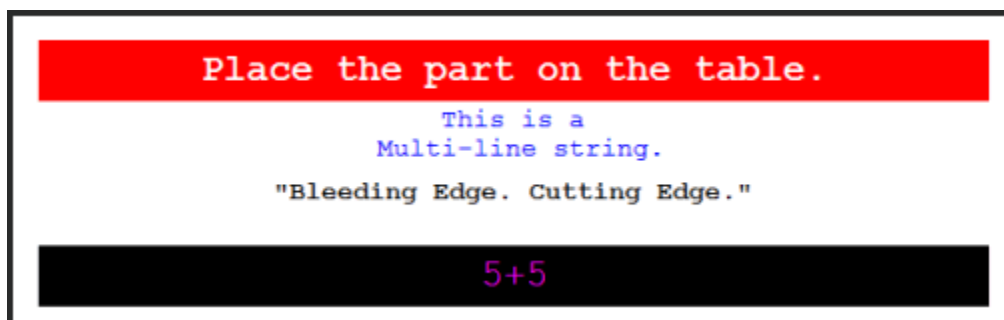 Place the part on the table.
This is a
Multi-line string.
"Bleeding Edge. Cutting Edge."
5+5